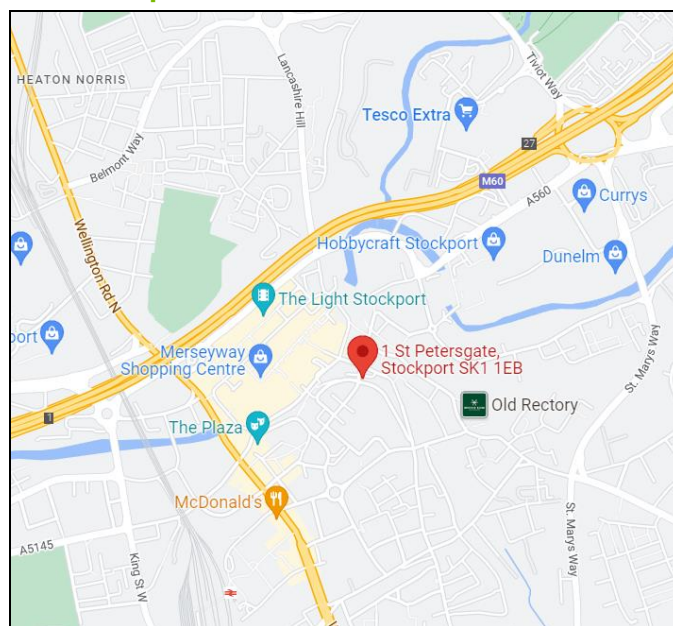 HEATON NORRIS
Belmont Way
Lancashire Hill
Tiviot Way
Tesco Extra
27
M60
A560
Currys
Hobbycraft Stockport
Dunelm
Wellington Rd N
The Light Stockport
port
Merseyway
Shopping Centre
1 St Petersgate,
Stockport SK1 1EB
St. Marys Way
1
Old Rectory
The Plaza
McDonald's
St. Marys Way
A5145
King St W